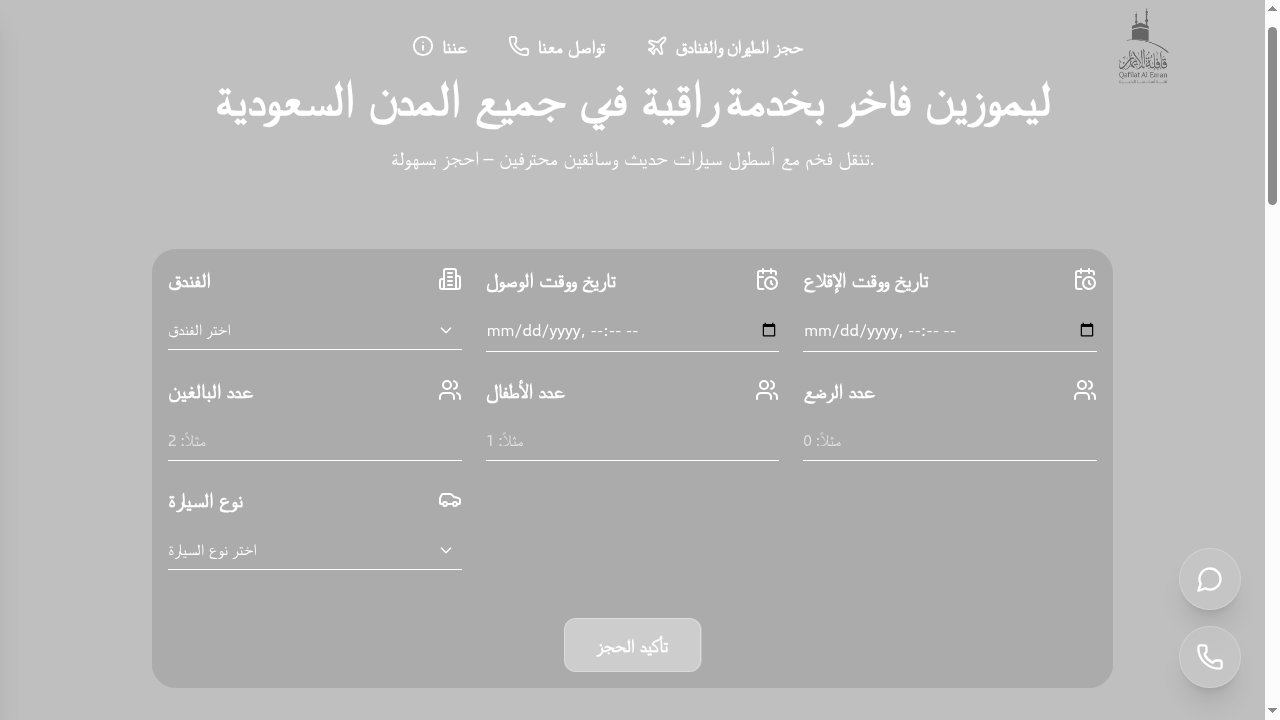 حجز الطيران والفنادق
تواصل معنا
عننا
قافلة الإيمان
Qafilat Al Eman
ليموزين فاخر بخدمة راقية في جميع المدن السعودية
تنقل فخم مع أسطول سيارات حديث وسائقين محترفين – احجز بسهولة.
تاريخ ووقت الإقلاع
تاريخ ووقت الوصول
الفندق
mm/dd/yyyy, --:-- --
mm/dd/yyyy, --:-- --
اختر الفندق
عدد الرضع
عدد الأطفال
عدد البالغين
مثلاً: 0
مثلاً: 1
مثلاً: 2
نوع السيارة
اختر نوع السيارة
تأكيد الحجز